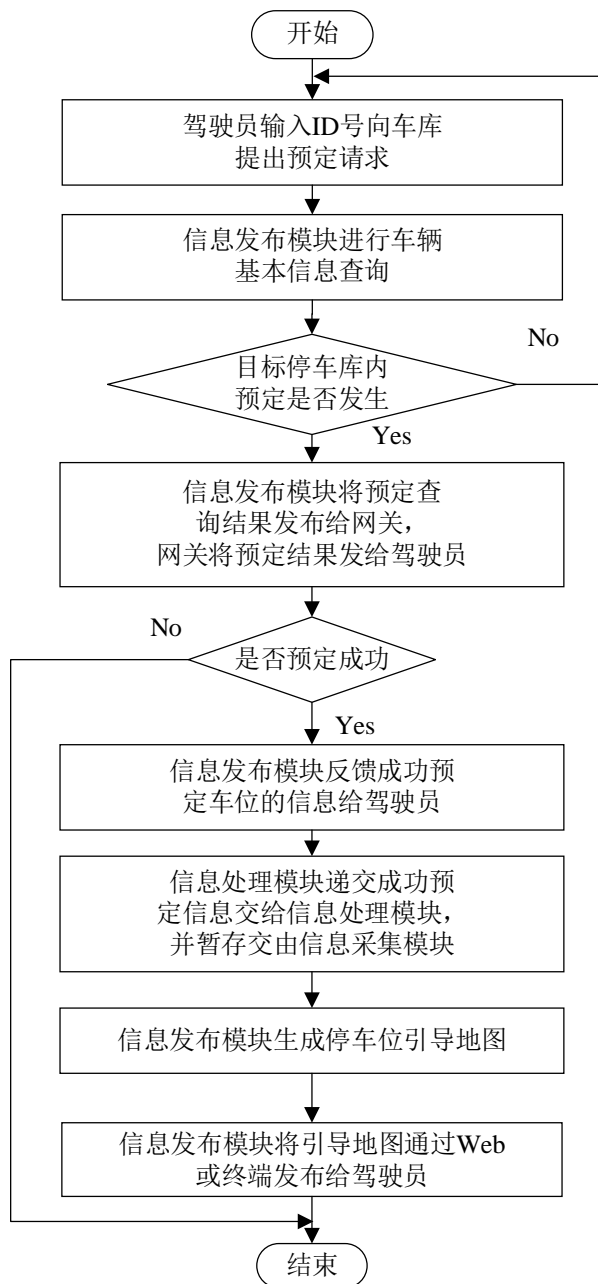 开始
驾驶员输入ID号向车库
提出预定请求
信息发布模块进行车辆
基本信息查询
目标停车库内
预定是否发生
No
Yes
信息发布模块将预定查
询结果发布给网关，
网关将预定结果发给驾驶员
No
是否预定成功
Yes
信息发布模块反馈成功预
定车位的信息给驾驶员
信息处理模块递交成功预
定信息交给信息处理模块，
并暂存交由信息采集模块
信息发布模块生成停车位引导地图
信息发布模块将引导地图通过Web
或终端发布给驾驶员
结束